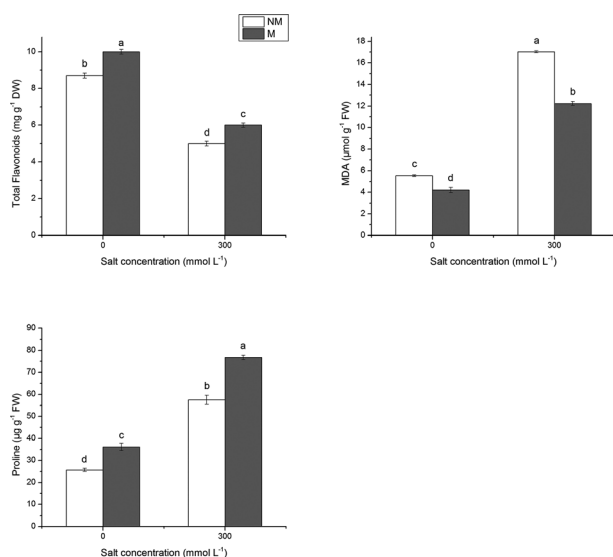 NM
M
Total Flavonoids (mg g⁻¹ DW)
10
8
6
4
2
0
b
a
d
c
0
300
Salt concentration (mmol L⁻¹)
MDA (µmol g⁻¹ FW)
18
16
14
12
10
8
6
4
2
0
c
d
a
b
0
300
Salt concentration (mmol L⁻¹)
Proline (µg g⁻¹ FW)
90
80
70
60
50
40
30
20
10
0
d
c
b
a
0
300
Salt concentration (mmol L⁻¹)